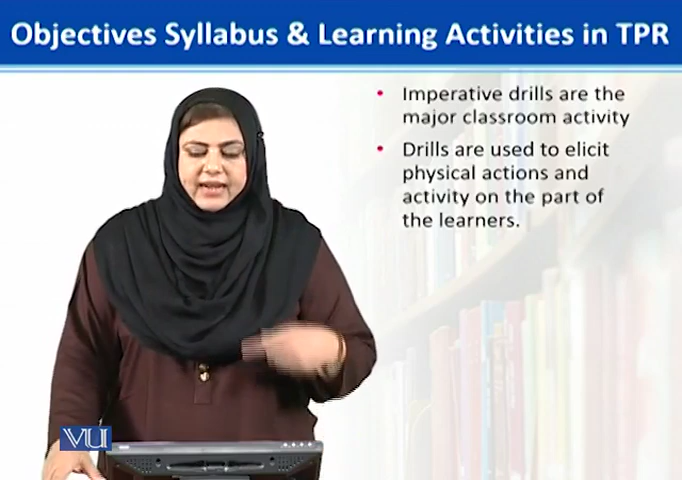 Objectives Syllabus & Learning Activities in TPR
• Imperative drills are the
major classroom activity
• Drills are used to elicit
physical actions and
activity on the part of
the learners.
VU